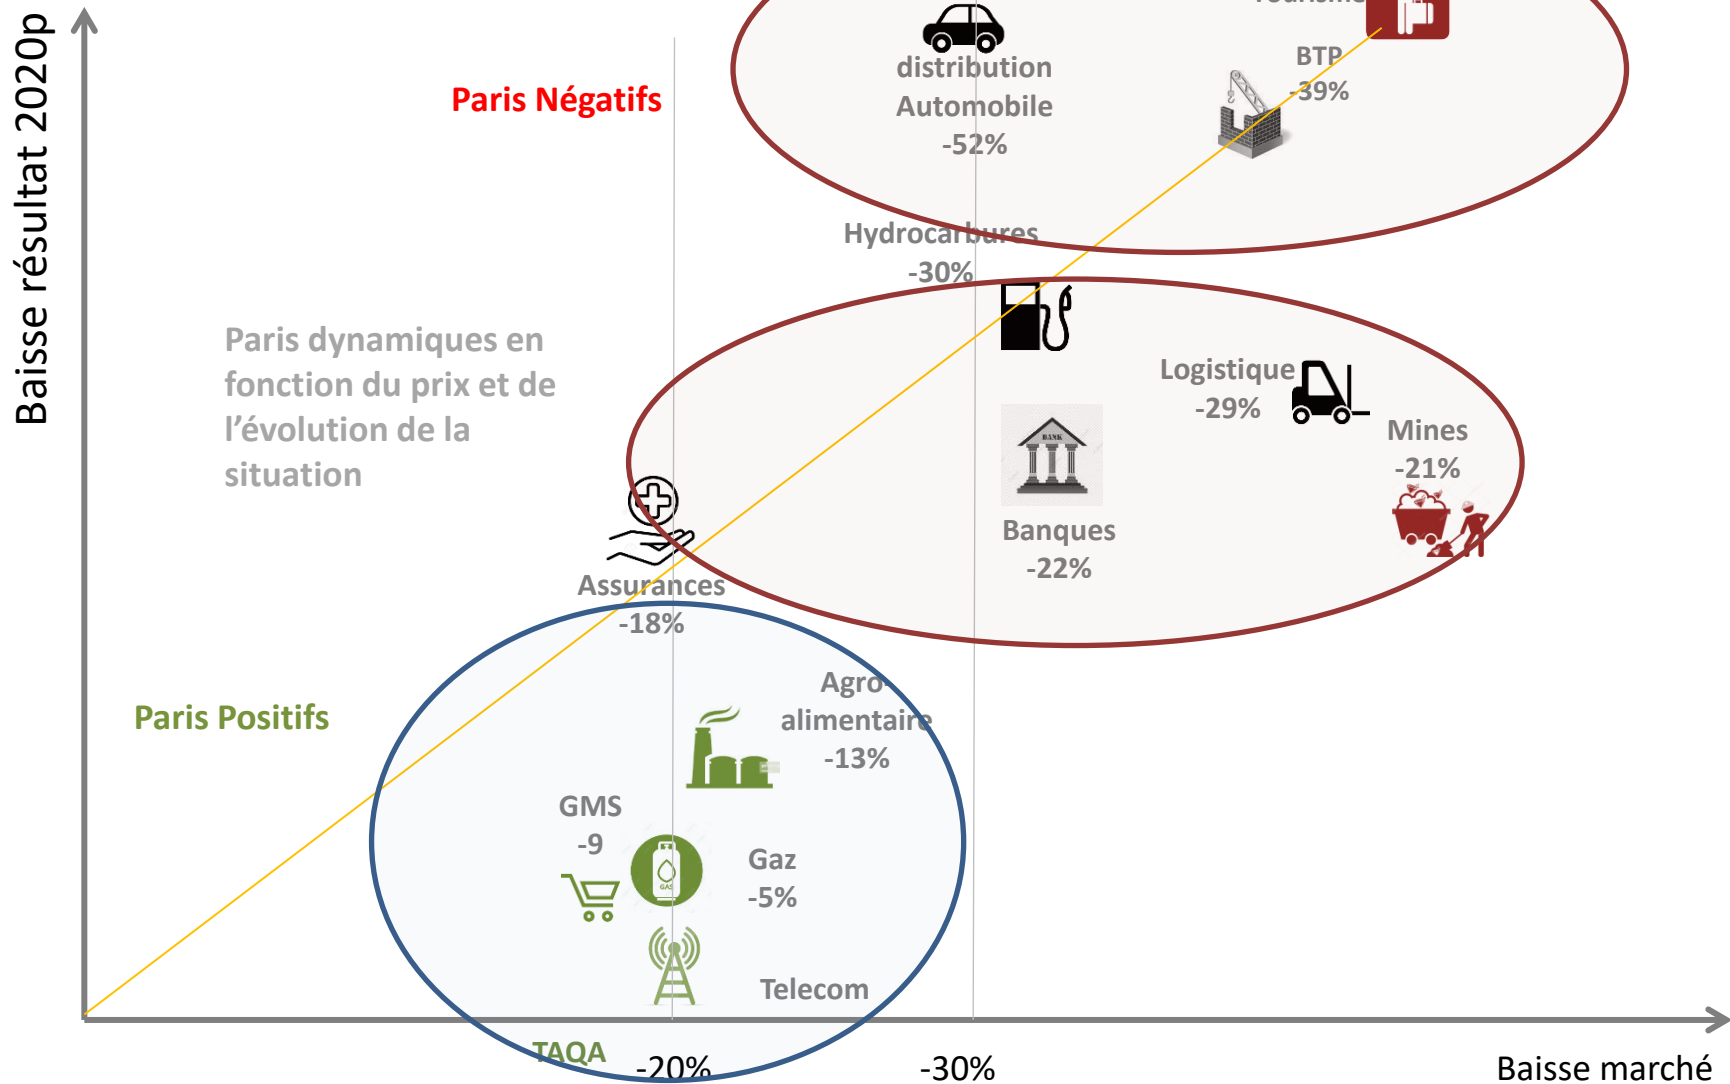 Baisse résultat 2020p
Paris Négatifs
distribution
Automobile
-52%
BTP
-39%
Hydrocarbures
-30%
Paris dynamiques en
fonction du prix et de
l'évolution de la
situation
Logistique
-29%
Mines
-21%
BANK
Banques
-22%
Assurances
-18%
Agro-
alimentaire
-13%
Paris Positifs
GMS
-9
GAS
Gaz
-5%
Telecom
TAQA
-20%
-30%
Baisse marché